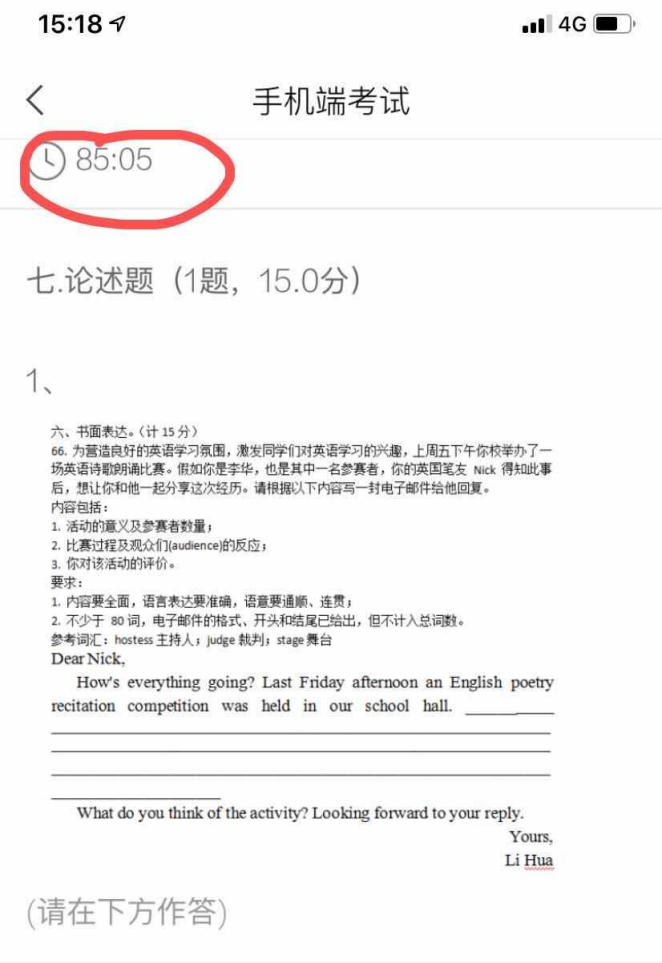 15:18
4G
手机端考试
85:05
七.论述题（1题，15.0分）
1、
六、书面表达。（计 15 分）
66. 为营造良好的英语学习氛围，激发同学们对英语学习的兴趣，上周五下午你校举办了一
场英语诗歌朗诵比赛。假如你是李华，也是其中一名参赛者，你的英国笔友 Nick 得知此事
后，想让你和他一起分享这次经历。请根据以下内容写一封电子邮件给他回复。
内容包括：
1. 活动的意义及参赛者数量；
2. 比赛过程及观众们(audience)的反应；
3. 你对该活动的评价。
要求：
1. 内容要全面，语言表达要准确，语意要通顺、连贯；
2. 不少于 80 词，电子邮件的格式、开头和结尾已给出，但不计入总词数。
参考词汇：hostess 主持人；judge 裁判；stage 舞台
Dear Nick,
How's everything going? Last Friday afternoon an English poetry
recitation competition was held in our school hall.
What do you think of the activity? Looking forward to your reply.
Yours,
Li Hua
(请在下方作答)